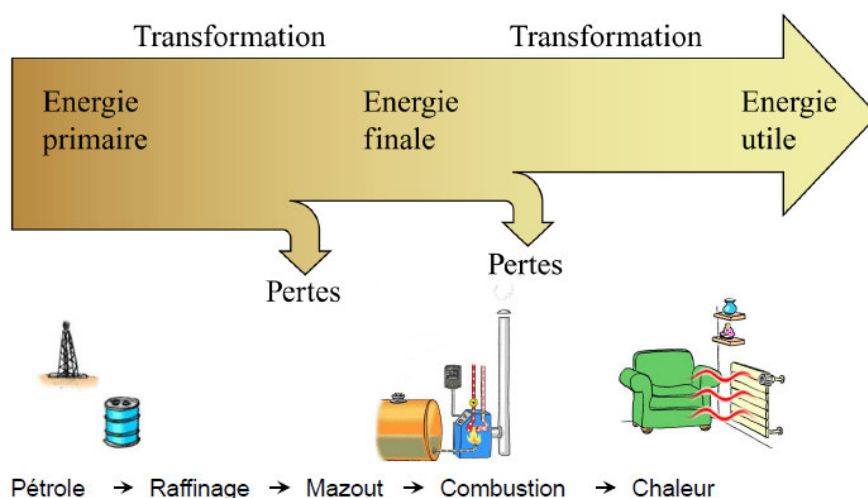 Transformation Transformation
Energie primaire
Energie finale
Energie utile
Pertes
Pertes
Pétrole → Raffinage → Mazout → Combustion → Chaleur